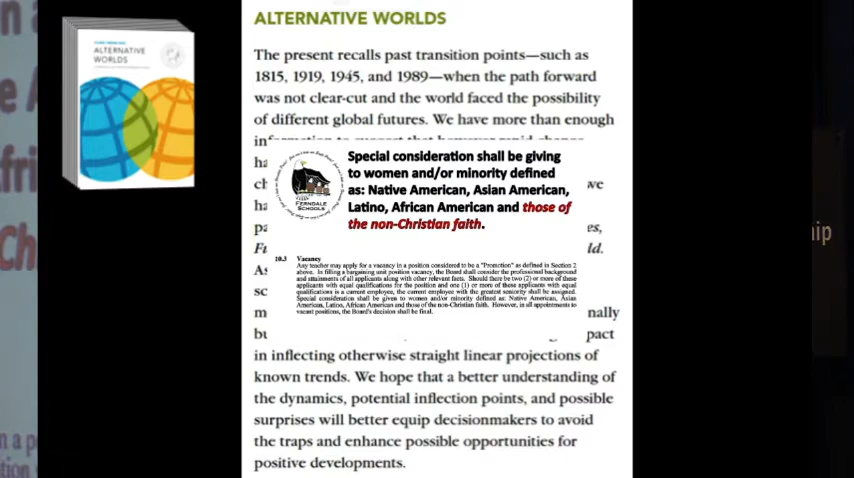 ALTERNATIVE WORLDS
ALTERNATIVE
WORLDS
The present recalls past transition points—such as
1815, 1919, 1945, and 1989—when the path forward
was not clear-cut and the world faced the possibility
of different global futures. We have more than enough
Special consideration shall be giving
to women and/or minority defined
as: Native American, Asian American,
Latino, African American and those of
the non-Christian faith.
FERNDALE
SCHOOLS
we
es,
ld.
10.3 Vacancy
Any teacher may apply for a vacancy in a position considered to be a "Promotion" as defined in Section 2
above. In filling a bargaining unit position vacancy, the Board shall consider the professional background
and attainments of all applicants along with other relevant facts. Should there be two (2) or more of these
applicants with equal qualifications for the position and one (1) or more of these applicants with equal
qualifications is a current employee, the current employee with the greatest seniority shall be assigned.
Special consideration shall be given to women and/or minority defined as: Native American, Asian
American, Latino, African American and those of the non-Christian faith. However, in all appointments to
vacant positions, the Board's decision shall be final.
nally
pact
in inflecting otherwise straight linear projections of
known trends. We hope that a better understanding of
the dynamics, potential inflection points, and possible
surprises will better equip decisionmakers to avoid
the traps and enhance possible opportunities for
positive developments.
ip